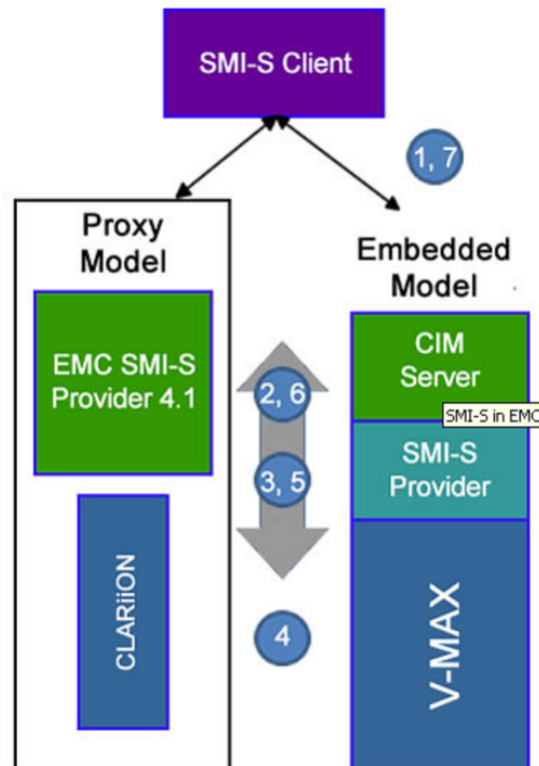 SMI-S Client
1, 7
Proxy
Model
Embedded
Model
EMC SMI-S
Provider 4.1
CIM
Server
2, 6
SMI-S in EMC
3, 5
SMI-S
Provider
CLARiiON
4
V-MAX